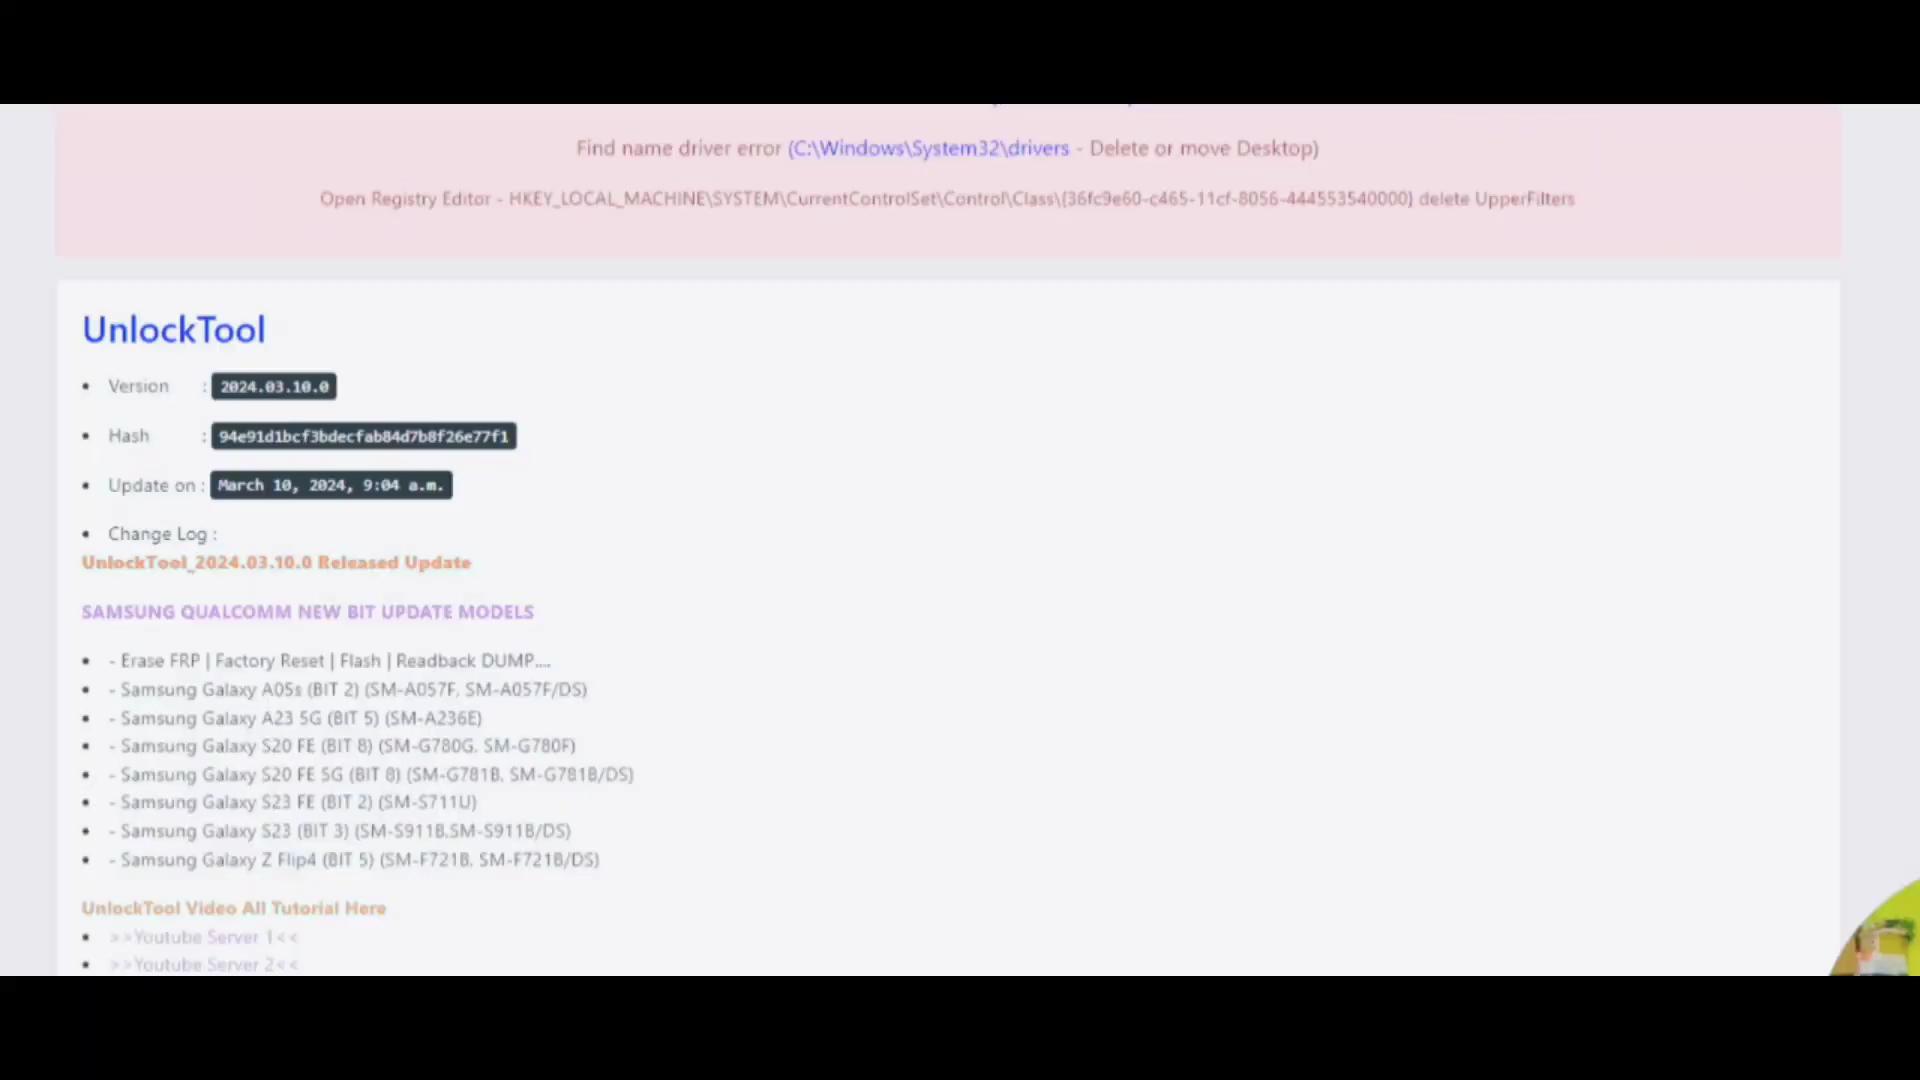 Find name driver error (C:\Windows\System32\drivers - Delete or move Desktop)
Open Registry Editor - HKEY_LOCAL_MACHINE\SYSTEM\CurrentControlSet\Control\Class\{36fc9e60-c465-11cf-8056-444553540000} delete UpperFilters
UnlockTool
• Version : 2024.03.10.0
• Hash : 94e91d1bcf3bdecfab84d7b8f26e77f1
• Update on : March 10, 2024, 9:04 a.m.
• Change Log :
UnlockTool_2024.03.10.0 Released Update
SAMSUNG QUALCOMM NEW BIT UPDATE MODELS
• - Erase FRP | Factory Reset | Flash | Readback DUMP....
• - Samsung Galaxy A05s (BIT 2) (SM-A057F, SM-A057F/DS)
• - Samsung Galaxy A23 5G (BIT 5) (SM-A236E)
• - Samsung Galaxy S20 FE (BIT 8) (SM-G780G, SM-G780F)
• - Samsung Galaxy S20 FE 5G (BIT 8) (SM-G781B, SM-G781B/DS)
• - Samsung Galaxy S23 FE (BIT 2) (SM-S711U)
• - Samsung Galaxy S23 (BIT 3) (SM-S911B,SM-S911B/DS)
• - Samsung Galaxy Z Flip4 (BIT 5) (SM-F721B, SM-F721B/DS)
UnlockTool Video All Tutorial Here
• >>Youtube Server 1<<
• >>Youtube Server 2<<